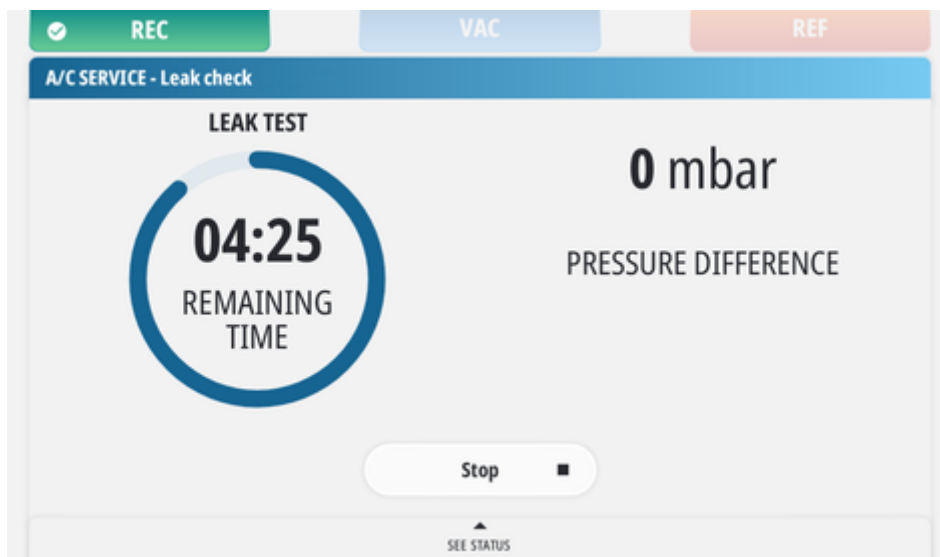 REC
VAC
REF
A/C SERVICE - Leak check
LEAK TEST
04:25
REMAINING
TIME
0 mbar
PRESSURE DIFFERENCE
Stop
SEE STATUS